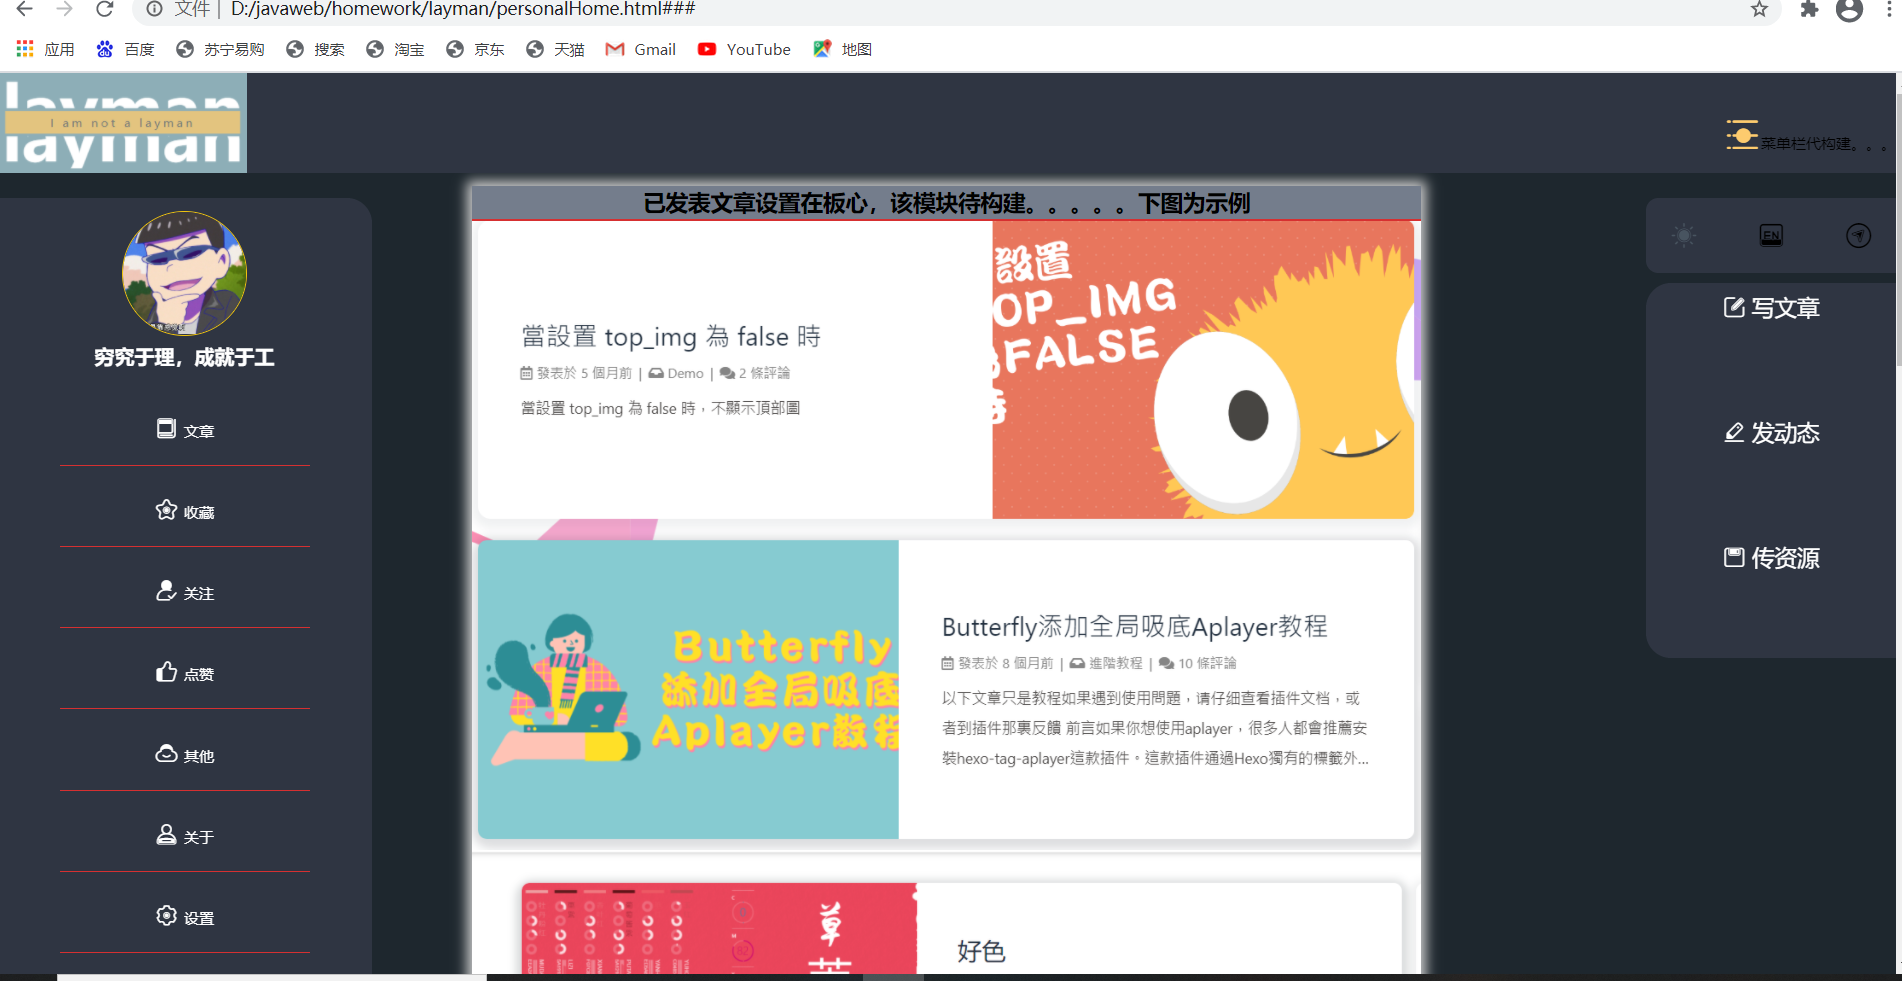 文件 D:/javaweb/homework/layman/personalHome.html###
应用 百度 苏宁易购 搜索 淘宝 京东 天猫 Gmail YouTube 地图
layman
I am not a layman
layman
菜单栏代构建。。。
已发表文章设置在板心，该模块待构建。。。。。下图为示例
穷究于理，成就于工
文章
收藏
关注
点赞
其他
关于
设置
當設置 top_img 為 false 時
發表於 5 個月前 | Demo | 2 條評論
當設置 top_img 為 false 時，不顯示頂部圖
設置
OP_IMG
FALSE
Butterfly
添加全局吸底
Aplayer教程
Butterfly添加全局吸底Aplayer教程
發表於 8 個月前 | 進階教程 | 10 條評論
以下文章只是教程如果遇到使用問題，请仔细查看插件文档，或
者到插件那裏反饋 前言如果你想使用aplayer，很多人都會推薦安
裝hexo-tag-aplayer這款插件。這款插件通過Hexo獨有的標籤外...
草
好色
EN
写文章
发动态
传资源